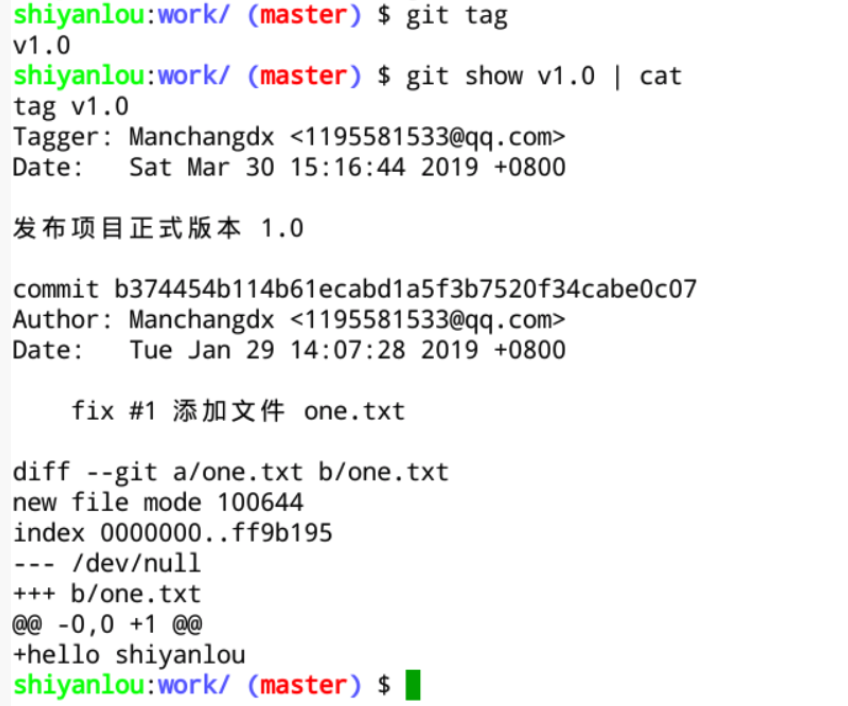 shiyanlou:work/ (master) $ git tag
v1.0
shiyanlou:work/ (master) $ git show v1.0 | cat
tag v1.0
Tagger: Manchangdx <1195581533@qq.com>
Date:   Sat Mar 30 15:16:44 2019 +0800
发布项目正式版本 1.0
commit b374454b114b61ecabd1a5f3b7520f34cabe0c07
Author: Manchangdx <1195581533@qq.com>
Date:   Tue Jan 29 14:07:28 2019 +0800
    fix #1 添加文件 one.txt
diff --git a/one.txt b/one.txt
new file mode 100644
index 0000000..ff9b195
--- /dev/null
+++ b/one.txt
@@ -0,0 +1 @@
+hello shiyanlou
shiyanlou:work/ (master) $